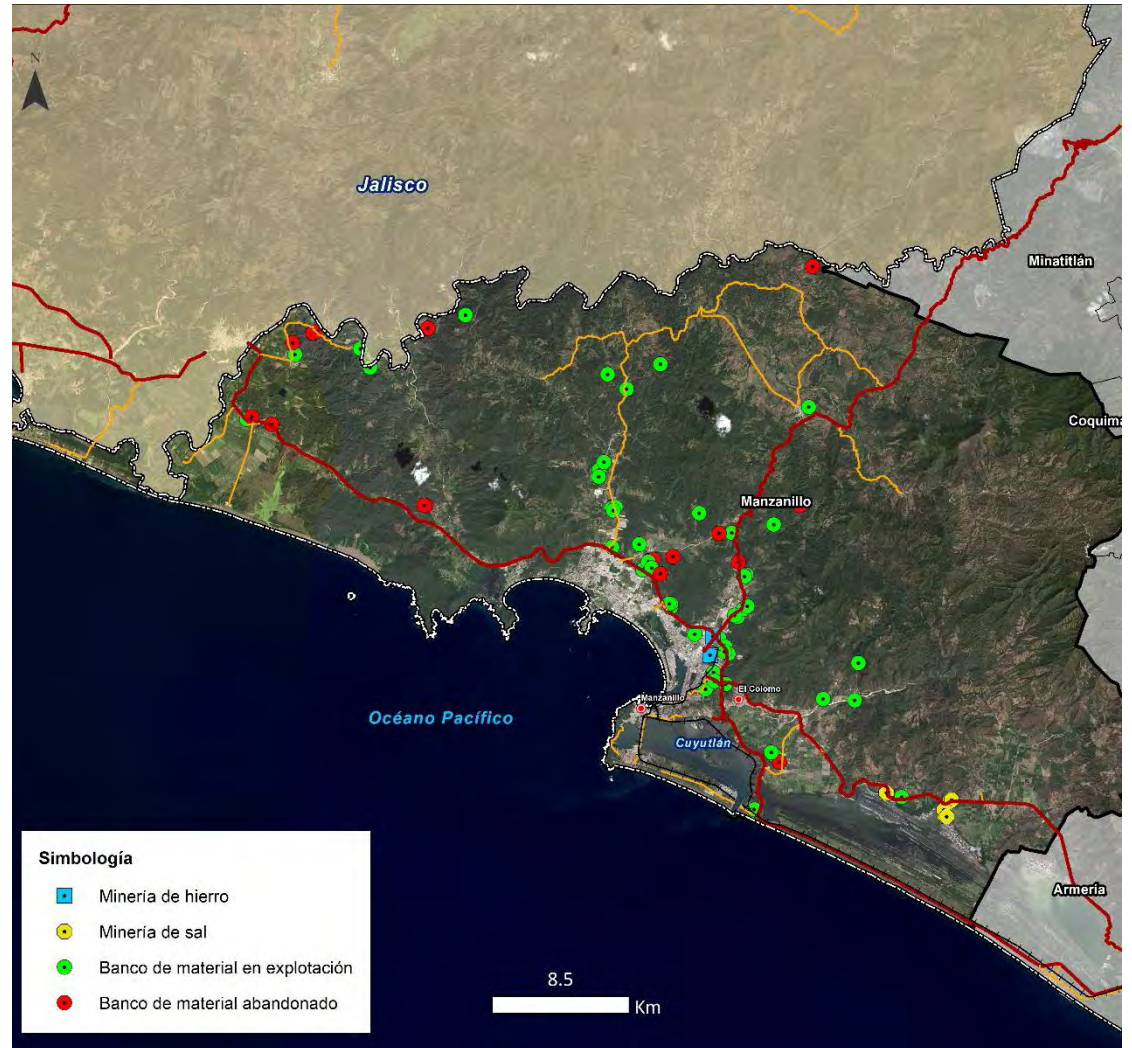 N
Jalisco
Minatitlán
Coquima
Manzanillo
El Colomo
Manzanillo
Océano Pacífico
Cuyutlán
Armería
Simbología
Minería de hierro
Minería de sal
Banco de material en explotación
Banco de material abandonado
8.5
Km